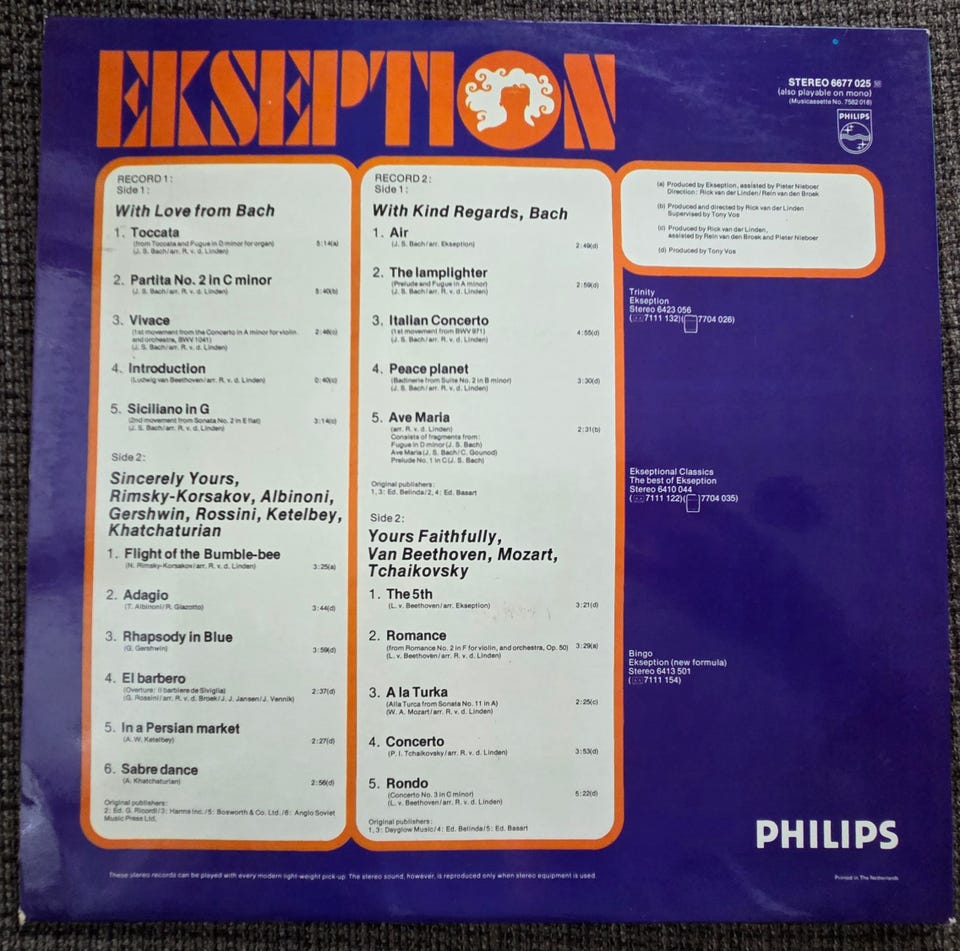 EKSEPTION
STEREO 6677 025
(also playable on mono)
(Musicassette No. 7582 016)
PHILIPS
RECORD 1:
Side 1:
With Love from Bach
1. Toccata
(from Toccata and Fugue in D minor for organ)
(J. S. Bach/arr. R. v. d. Linden)
5:14(a)
2. Partita No. 2 in C minor
(J. S. Bach/arr. R. v. d. Linden)
5:40(b)
3. Vivace
(1st movement from the Concerto in A minor for violin
and orchestra, BWV 1041)
(J. S. Bach/arr. R. v. d. Linden)
2:46(c)
4. Introduction
(Ludwig van Beethoven/arr. R. v. d. Linden)
0:40(c)
5. Siciliano in G
(2nd movement from Sonata No. 2 in E flat)
(J. S. Bach/arr. R. v. d. Linden)
3:14(c)
Side 2:
Sincerely Yours,
Rimsky-Korsakov, Albinoni,
Gershwin, Rossini, Ketelbey,
Khatchaturian
1. Flight of the Bumble-bee
(N. Rimsky-Korsakov/arr. R. v. d. Linden)
3:25(a)
2. Adagio
(T. Albinoni/R. Giazotto)
3:44(d)
3. Rhapsody in Blue
(G. Gershwin)
3:59(d)
4. El barbero
(Overture: Il barbiere de Siviglia)
(G. Rossini/arr. R. v. d. Broek/J. J. Jansen/J. Vennik)
2:37(d)
5. In a Persian market
(A. W. Ketelbey)
2:27(d)
6. Sabre dance
(A. Khatchaturian)
2:56(d)
Original publishers:
2: Ed. G. Ricordi/3: Harms Inc./5: Bosworth & Co. Ltd./6: Anglo Soviet
Music Press Ltd.
RECORD 2:
Side 1:
With Kind Regards, Bach
1. Air
(J. S. Bach/arr. Ekseption)
2:49(d)
2. The lamplighter
(Prelude and Fugue in A minor)
(J. S. Bach/arr. R. v. d. Linden)
2:59(d)
3. Italian Concerto
(1st movement from BWV 971)
(J. S. Bach/arr. R. v. d. Linden)
4:55(d)
4. Peace planet
(Badinerie from Suite No. 2 in B minor)
(J. S. Bach/arr. R. v. d. Linden)
3:30(d)
5. Ave Maria
(arr. R. v. d. Linden)
Consists of fragments from:
Fugue in D minor (J. S. Bach)
Ave Maria (J. S. Bach/C. Gounod)
Prelude No. 1 in C (J. S. Bach)
2:31(b)
Original publishers:
1, 3: Ed. Belinda/2, 4: Ed. Basart
Side 2:
Yours Faithfully,
Van Beethoven, Mozart,
Tchaikovsky
1. The 5th
(L. v. Beethoven/arr. Ekseption)
3:21(d)
2. Romance
(from Romance No. 2 in F for violin, and orchestra, Op. 50)
(L. v. Beethoven/arr. R. v. d. Linden)
3:29(a)
3. A la Turka
(Alla Turca from Sonata No. 11 in A)
(W. A. Mozart/arr. R. v. d. Linden)
2:25(c)
4. Concerto
(P. I. Tchaikovsky/arr. R. v. d. Linden)
3:53(d)
5. Rondo
(Concerto No. 3 in C minor)
(L. v. Beethoven/arr. R. v. d. Linden)
5:22(d)
Original publishers:
1, 3: Dayglow Music/4: Ed. Belinda/5: Ed. Basart
(a) Produced by Ekseption, assisted by Pieter Nieboer
Direction: Rick van der Linden/Rein van den Broek
(b) Produced and directed by Rick van der Linden
Supervised by Tony Vos
(c) Produced by Rick van der Linden,
assisted by Rein van den Broek and Pieter Nieboer
(d) Produced by Tony Vos
Trinity
Ekseption
Stereo 6423 056
(7111 132)(7704 026)
Ekseptional Classics
The best of Ekseption
Stereo 6410 044
(7111 122)(7704 035)
Bingo
Ekseption (new formula)
Stereo 6413 501
(7111 154)
PHILIPS
These stereo records can be played with every modern light-weight pick-up. The stereo sound, however, is reproduced only when stereo equipment is used.
Printed in The Netherlands